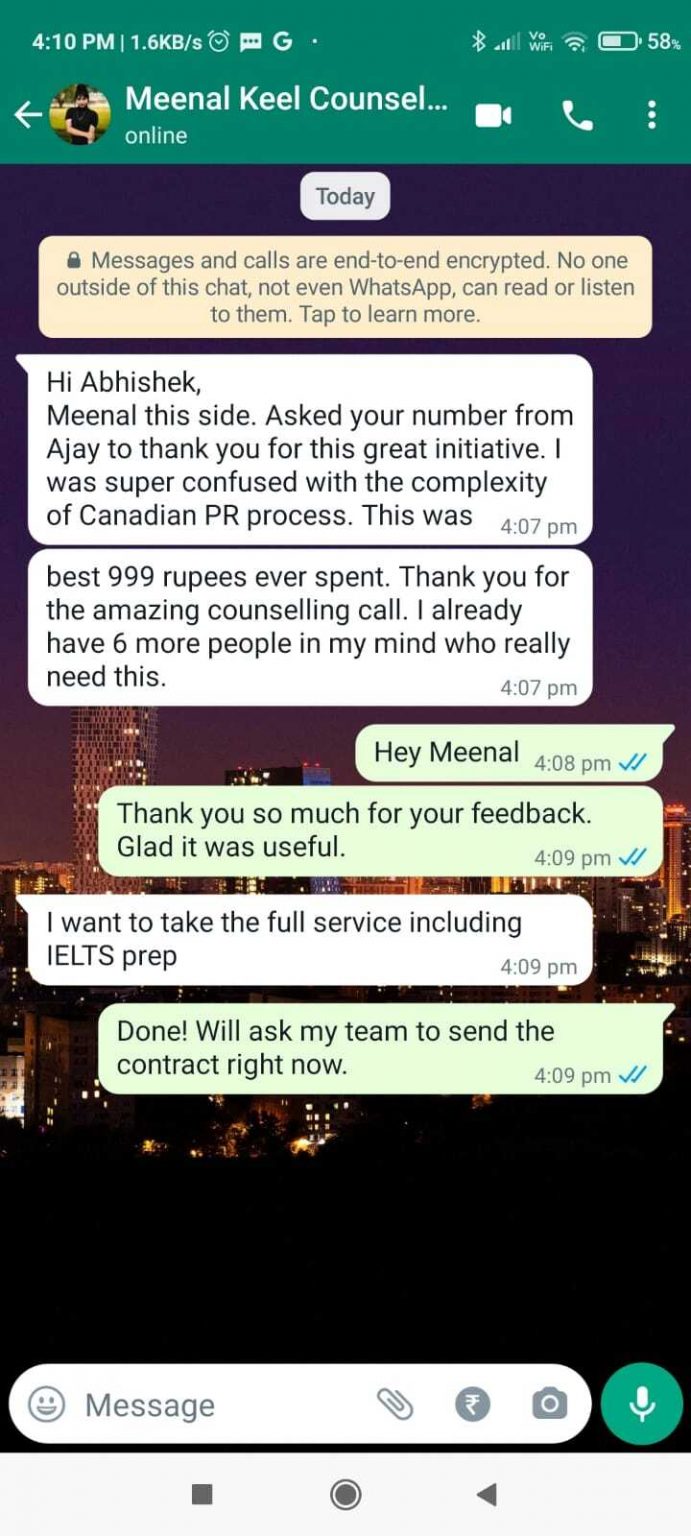 4:10 PM | 1.6KB/s G
Vo
WiFi 58%
Meenal Keel Counsel...
online
Today
Messages and calls are end-to-end encrypted. No one
outside of this chat, not even WhatsApp, can read or listen
to them. Tap to learn more.
Hi Abhishek,
Meenal this side. Asked your number from
Ajay to thank you for this great initiative. I
was super confused with the complexity
of Canadian PR process. This was 4:07 pm
best 999 rupees ever spent. Thank you for
the amazing counselling call. I already
have 6 more people in my mind who really
need this. 4:07 pm
Hey Meenal 4:08 pm
Thank you so much for your feedback.
Glad it was useful. 4:09 pm
I want to take the full service including
IELTS prep 4:09 pm
Done! Will ask my team to send the
contract right now. 4:09 pm
Message ₹